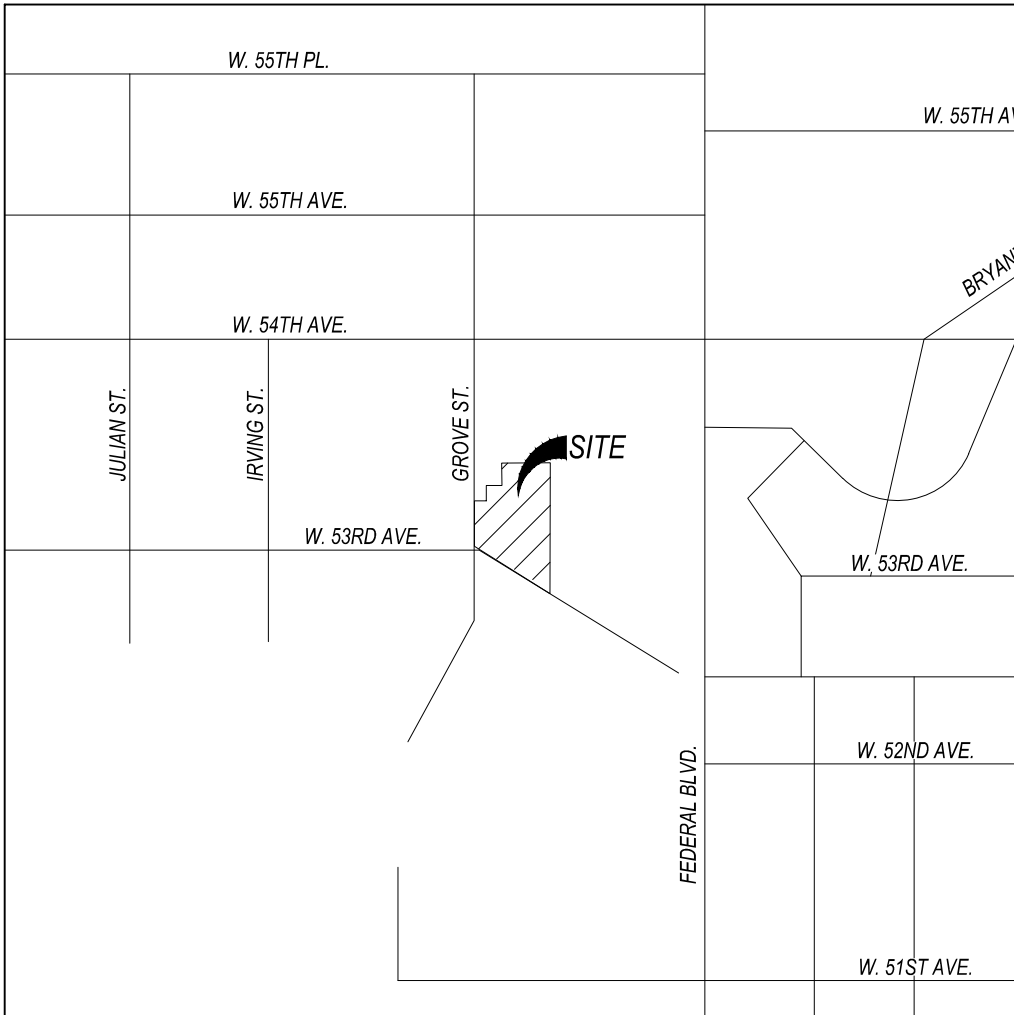 W. 55TH PL.
W. 55TH AV
W. 55TH AVE.
BRYAN
W. 54TH AVE.
JULIAN ST.
IRVING ST.
GROVE ST.
SITE
W. 53RD AVE.
W. 53RD AVE.
FEDERAL BLVD.
W. 52ND AVE.
W. 51ST AVE.